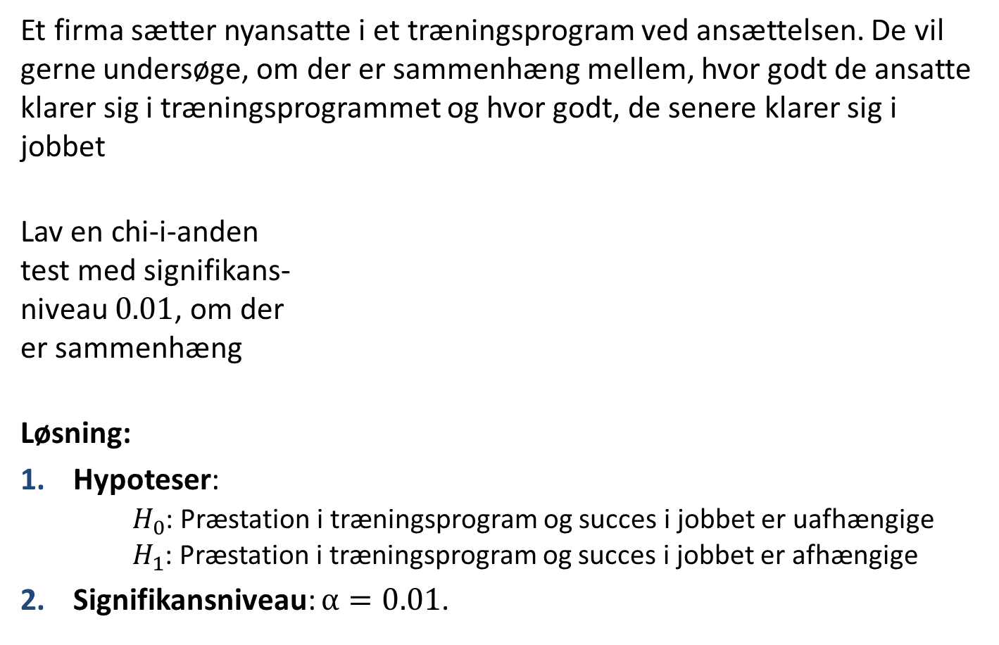 Et firma sætter nyansatte i et træningsprogram ved ansættelsen. De vil
gerne undersøge, om der er sammenhæng mellem, hvor godt de ansatte
klarer sig i træningsprogrammet og hvor godt, de senere klarer sig i
jobbet
Lav en chi-i-anden
test med signifikans-
niveau 0.01, om der
er sammenhæng
Løsning:
1. Hypoteser:
H₀: Præstation i træningsprogram og succes i jobbet er uafhængige
H₁: Præstation i træningsprogram og succes i jobbet er afhængige
2. Signifikansniveau: α = 0.01.